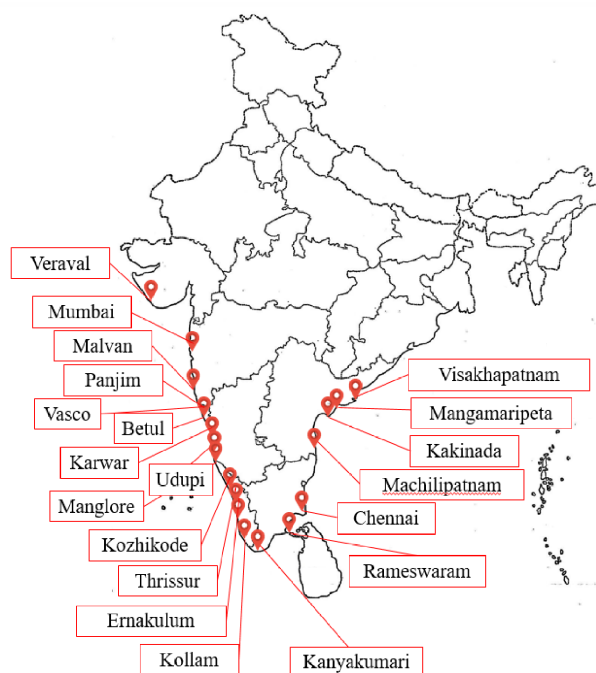 Veraval
Mumbai
Malvan
Panjim
Vasco
Betul
Karwar
Udupi
Manglore
Kozhikode
Thrissur
Ernakulum
Kollam
Kanyakumari
Visakhapatnam
Mangamaripeta
Kakinada
Machilipatnam
Chennai
Rameswaram